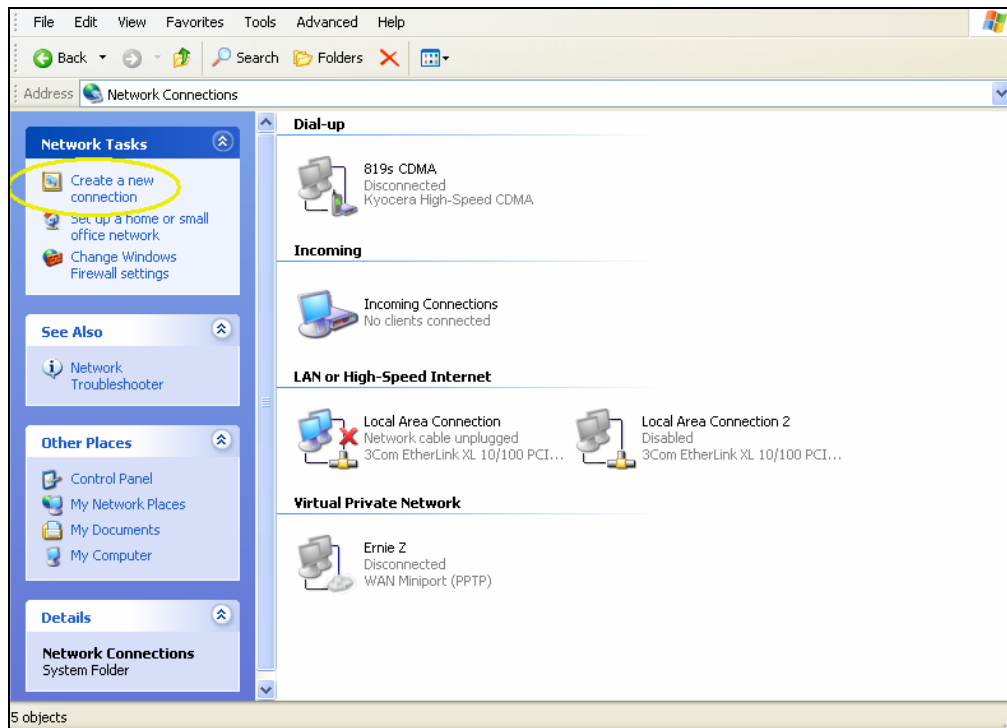 File Edit View Favorites Tools Advanced Help
Back Search Folders
Address Network Connections
Network Tasks
Create a new
connection
Set up a home or small
office network
Change Windows
Firewall settings
See Also
Network
Troubleshooter
Other Places
Control Panel
My Network Places
My Documents
My Computer
Details
Network Connections
System Folder
Dial-up
819s CDMA
Disconnected
Kyocera High-Speed CDMA
Incoming
Incoming Connections
No clients connected
LAN or High-Speed Internet
Local Area Connection
Network cable unplugged
3Com EtherLink XL 10/100 PCI...
Local Area Connection 2
Disabled
3Com EtherLink XL 10/100 PCI...
Virtual Private Network
Ernie Z
Disconnected
WAN Miniport (PPTP)
5 objects